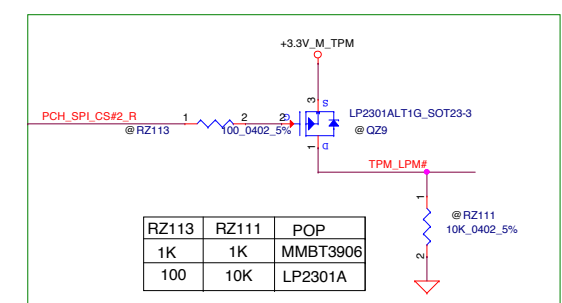 +3.3V_M_TPM
3
S
PCH_SPI_CS#2_R
1
2
2
G
LP2301ALT1G_SOT23-3
@RZ113
100_0402_5%
@QZ9
1
D
TPM_LPM#
1
@RZ111
10K_0402_5%
2
RZ113 RZ111 POP
1K 1K MMBT3906
100 10K LP2301A